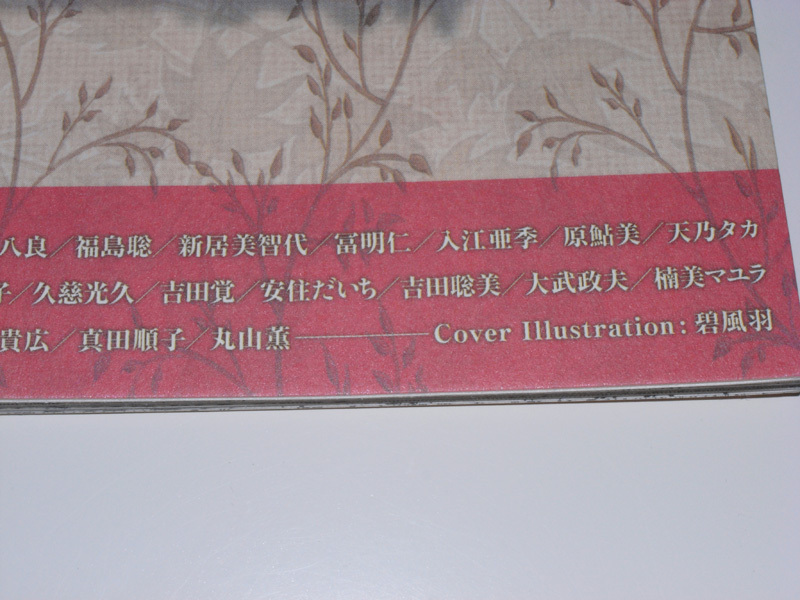 八良／福島聡／新居美智代／冨明仁／入江亜季／原鮎美／天乃タカ
子／久慈光久／吉田覚／安住だいち／吉田聡美／大武政夫／楠美マユラ
貴広／真田順子／丸山薫————Cover Illustration : 碧風羽